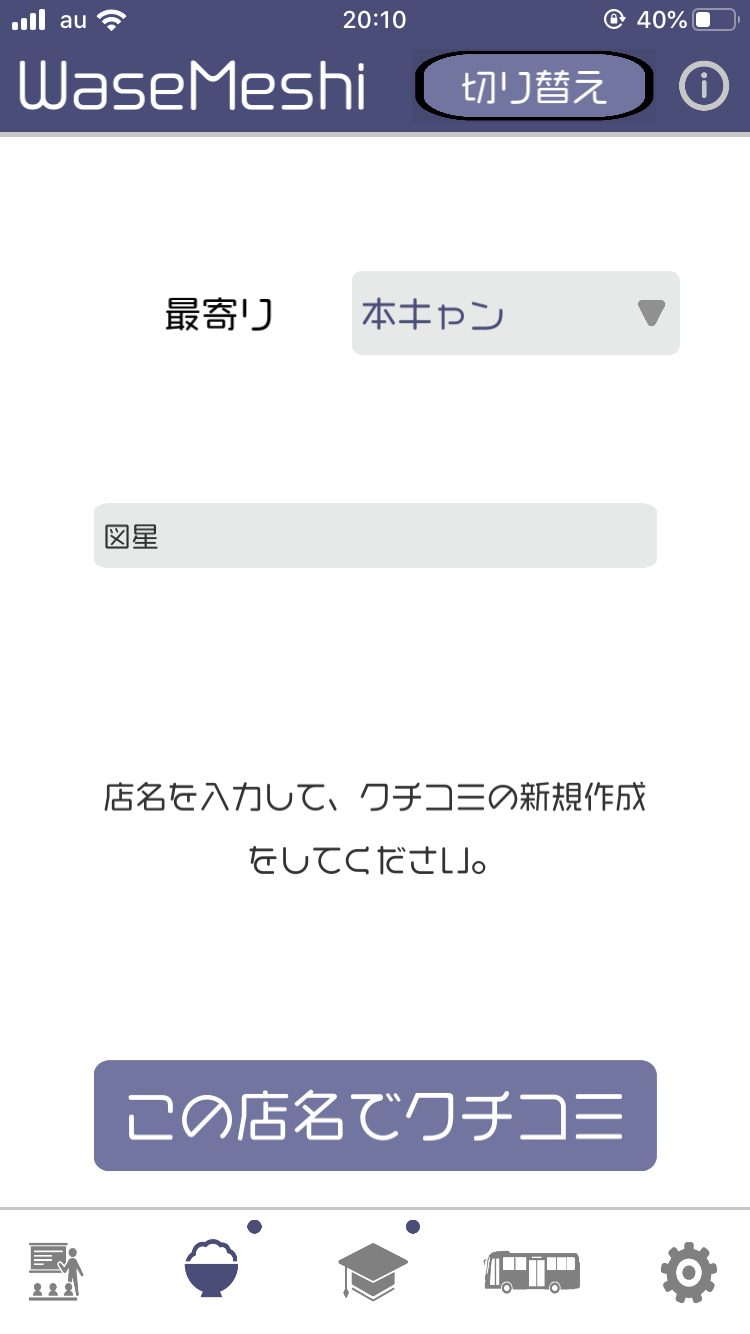 au 20:10 40%
WaseMeshi 切り替え
最寄り 本キャン
図星
店名を入力して、クチコミの新規作成
をしてください。
この店名でクチコミ